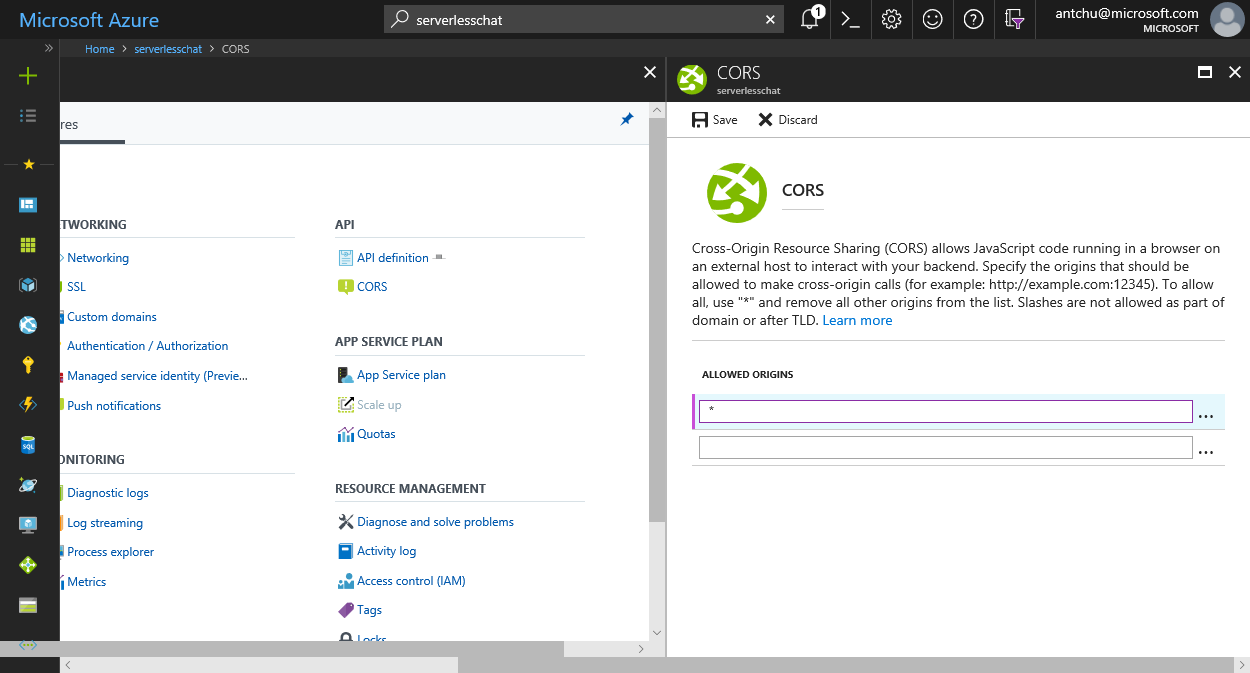 Microsoft Azure
serverlesschat
1
antchu@microsoft.com
MICROSOFT
Home > serverlesschat > CORS
res
TWORKING
Networking
SSL
Custom domains
Authentication / Authorization
Managed service identity (Previe...
Push notifications
ONITORING
Diagnostic logs
Log streaming
Process explorer
Metrics
API
API definition
CORS
APP SERVICE PLAN
App Service plan
Scale up
Quotas
RESOURCE MANAGEMENT
Diagnose and solve problems
Activity log
Access control (IAM)
Tags
Locks
CORS
serverlesschat
Save
Discard
CORS
Cross-Origin Resource Sharing (CORS) allows JavaScript code running in a browser on
an external host to interact with your backend. Specify the origins that should be
allowed to make cross-origin calls (for example: http://example.com:12345). To allow
all, use "*" and remove all other origins from the list. Slashes are not allowed as part of
domain or after TLD. Learn more
ALLOWED ORIGINS
*
...
...